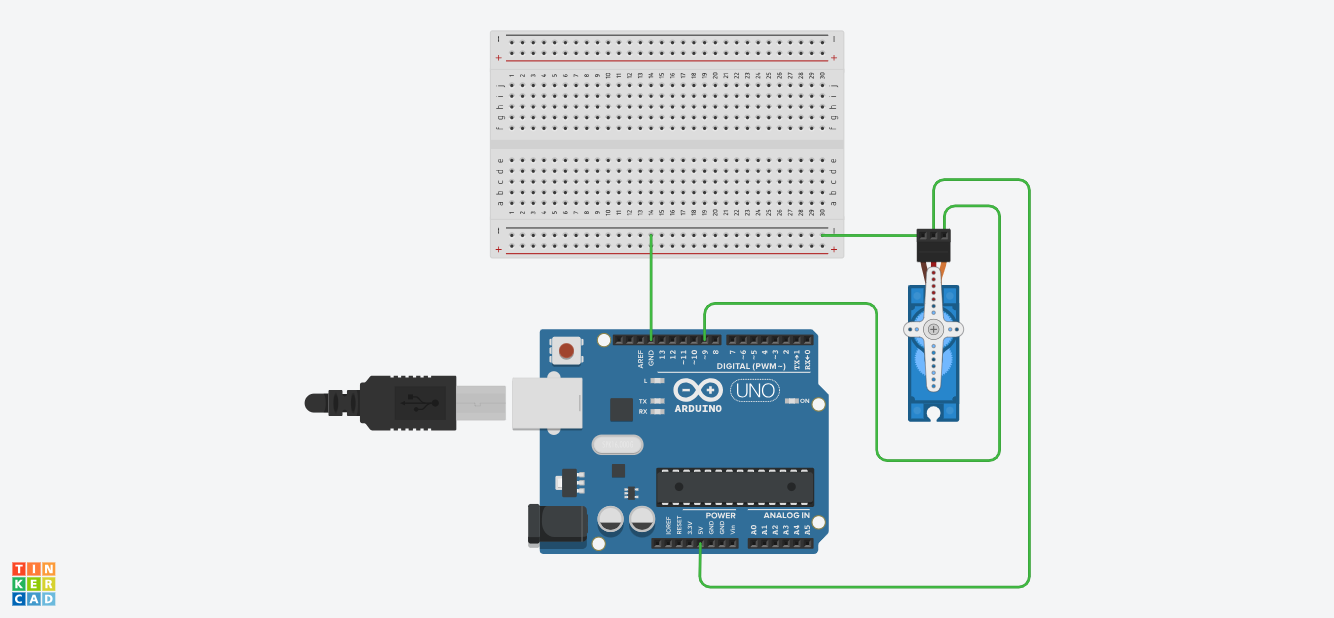 − −
+ +
1 2 3 4 5 6 7 8 9 10 11 12 13 14 15 16 17 18 19 20 21 22 23 24 25 26 27 28 29 30
j j
i i
h h
g g
f f
e e
d d
c c
b b
a a
1 2 3 4 5 6 7 8 9 10 11 12 13 14 15 16 17 18 19 20 21 22 23 24 25 26 27 28 29 30
− −
+ +
AREF GND 13 12 ~11 ~10 ~9 8 7 ~6 ~5 4 ~3 2 TX→1 RX←0
DIGITAL (PWM~)
L
TX
RX
ARDUINO
UNO
ON
POWER
ANALOG IN
IOREF RESET 3.3V 5V GND GND Vin A0 A1 A2 A3 A4 A5
TIN
KER
CAD